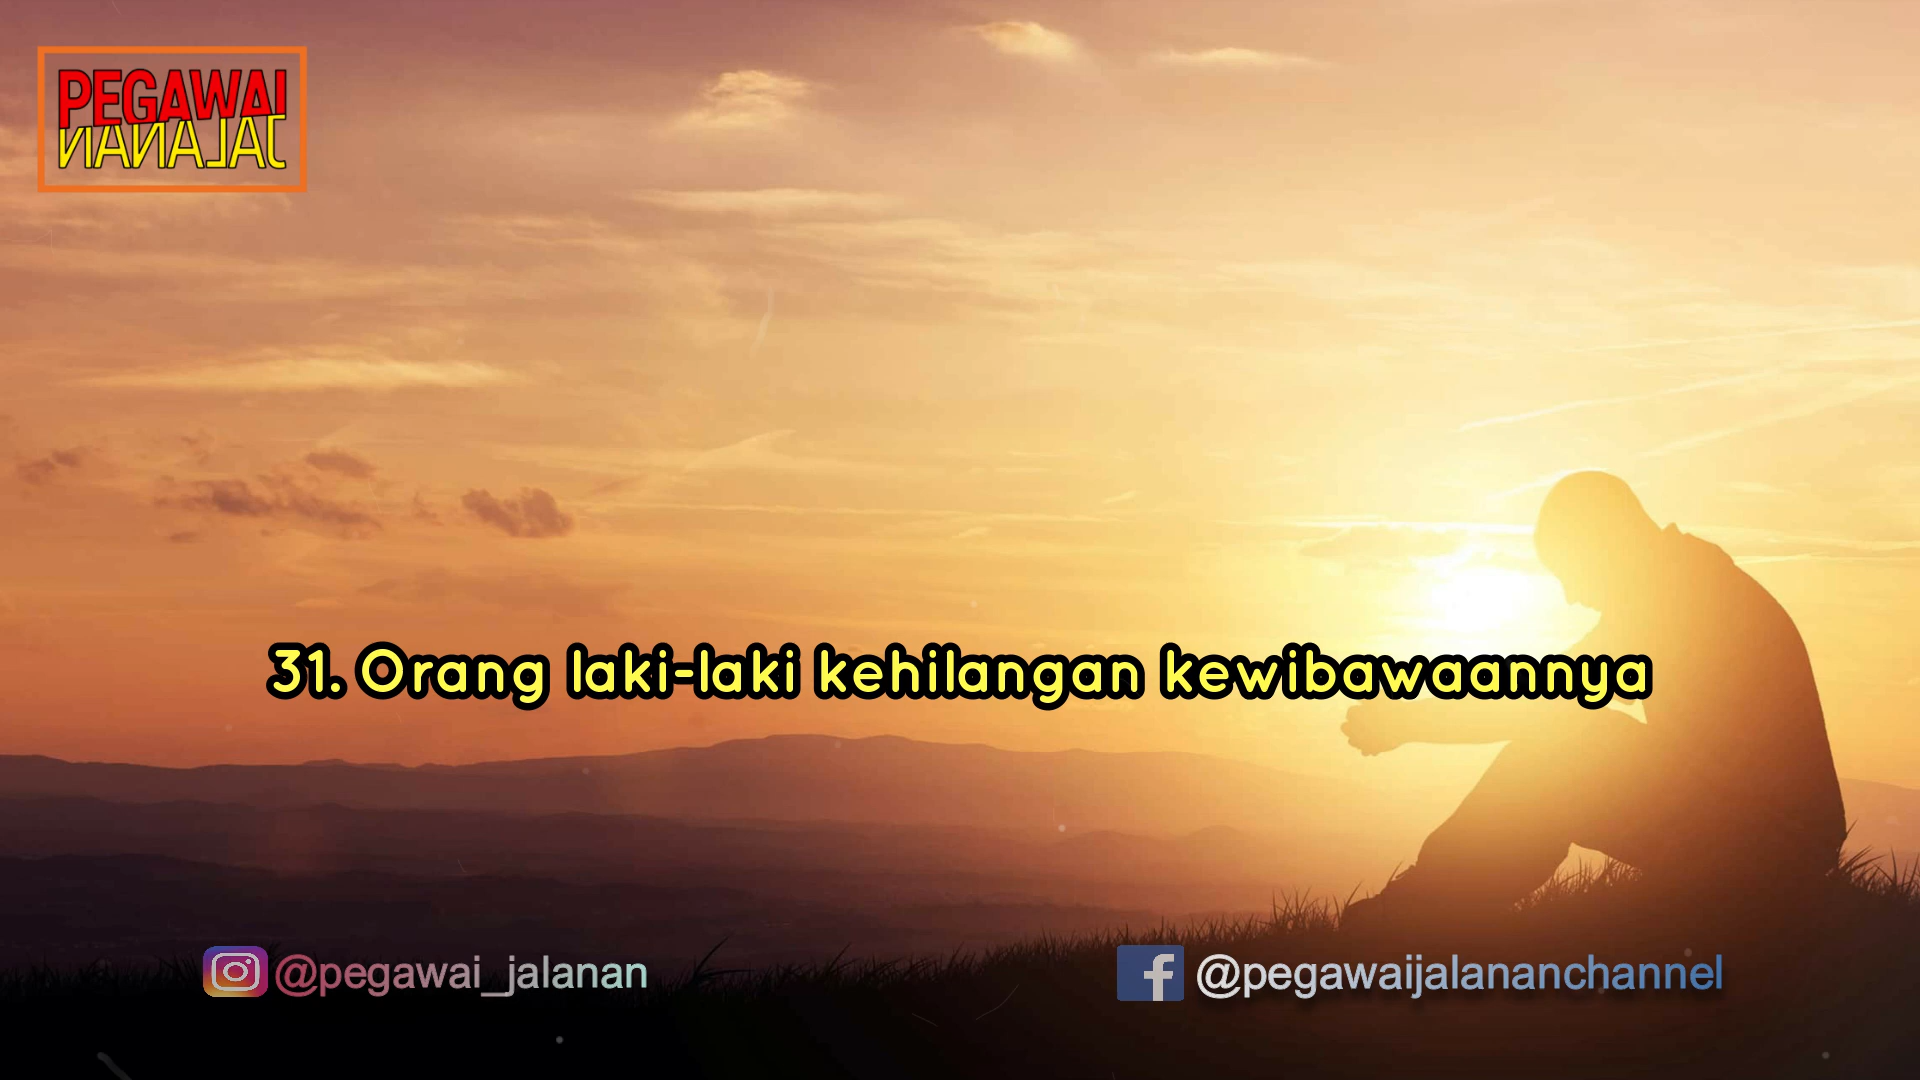 PEGAWAI
JALANAN
31. Orang laki-laki kehilangan kewibawaannya
@pegawai_jalanan
@pegawaijalananchannel